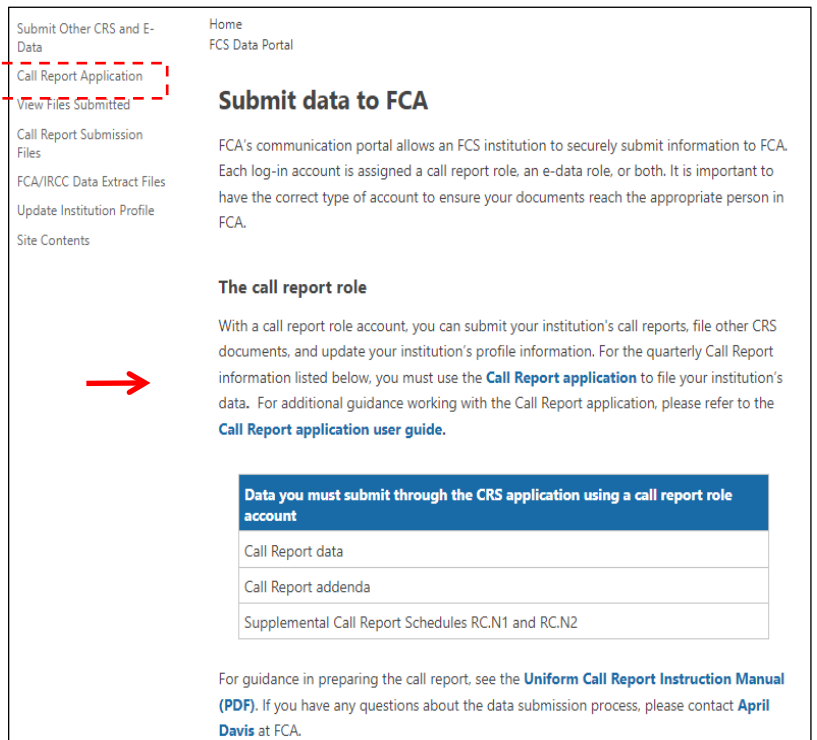 Submit Other CRS and E-
Data
Call Report Application
View Files Submitted
Call Report Submission
Files
FCA/IRCC Data Extract Files
Update Institution Profile
Site Contents
Home
FCS Data Portal
Submit data to FCA
FCA's communication portal allows an FCS institution to securely submit information to FCA.
Each log-in account is assigned a call report role, an e-data role, or both. It is important to
have the correct type of account to ensure your documents reach the appropriate person in
FCA.
The call report role
With a call report role account, you can submit your institution's call reports, file other CRS
documents, and update your institution's profile information. For the quarterly Call Report
information listed below, you must use the Call Report application to file your institution's
data. For additional guidance working with the Call Report application, please refer to the
Call Report application user guide.
Data you must submit through the CRS application using a call report role
account
Call Report data
Call Report addenda
Supplemental Call Report Schedules RC.N1 and RC.N2
For guidance in preparing the call report, see the Uniform Call Report Instruction Manual
(PDF). If you have any questions about the data submission process, please contact April
Davis at FCA.